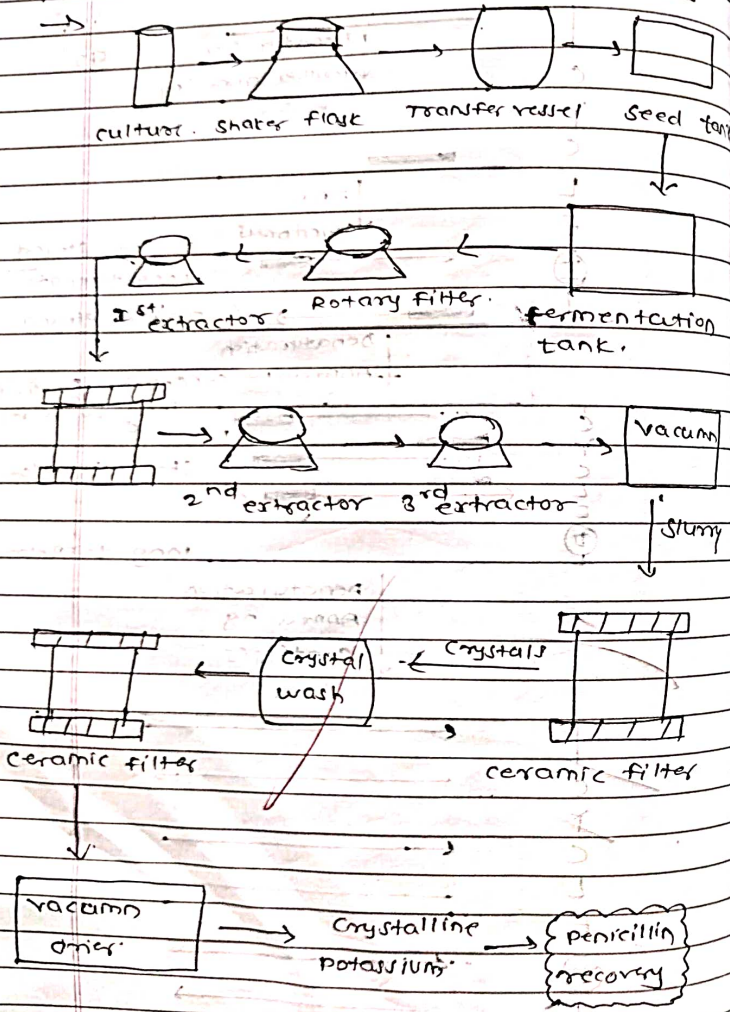 culture. shaker flask Transfer vessel seed tank
1st extractor. Rotary filter. fermentation
tank.
vacumn
2nd extractor 3rd extractor
slurry
crystals
crystal
wash
ceramic filter ceramic filter
vacumn
drier.
crystalline
potassium.
penicillin
recovery